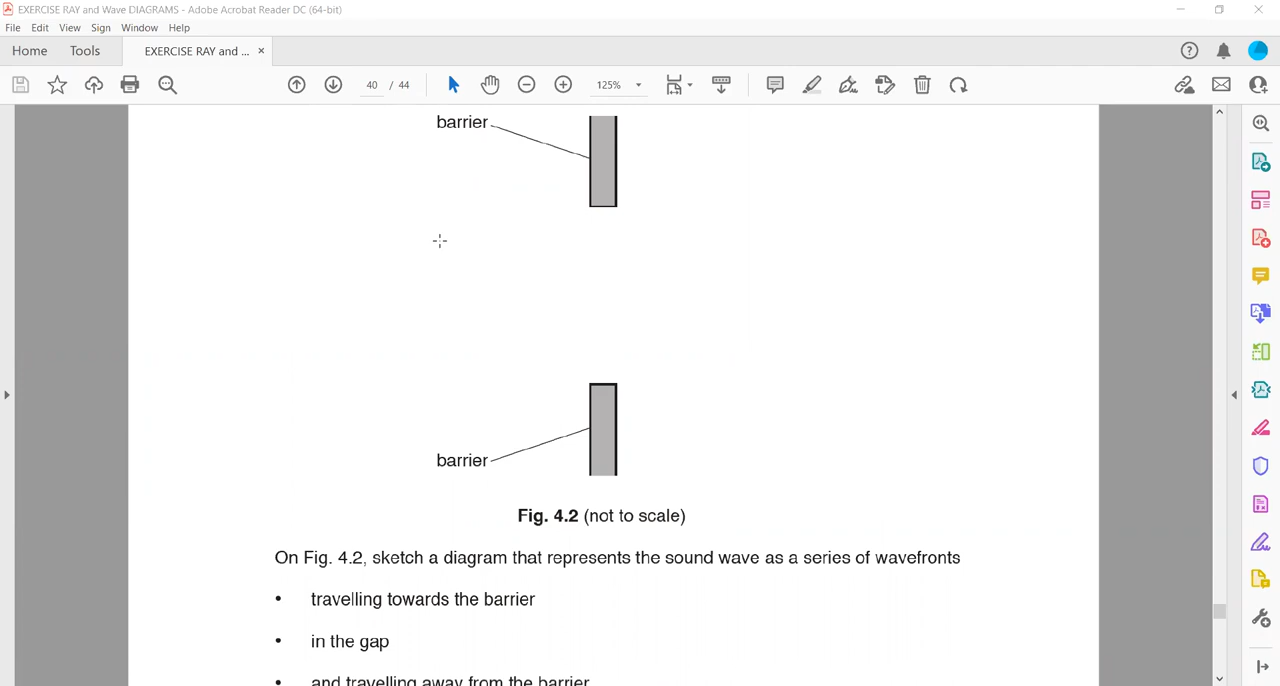 EXERCISE RAY and Wave DIAGRAMS - Adobe Acrobat Reader DC (64-bit)
File Edit View Sign Window Help
Home Tools EXERCISE RAY and ... ×
40 / 44 125%
barrier
barrier
Fig. 4.2 (not to scale)
On Fig. 4.2, sketch a diagram that represents the sound wave as a series of wavefronts
• travelling towards the barrier
• in the gap
• and travelling away from the barrier